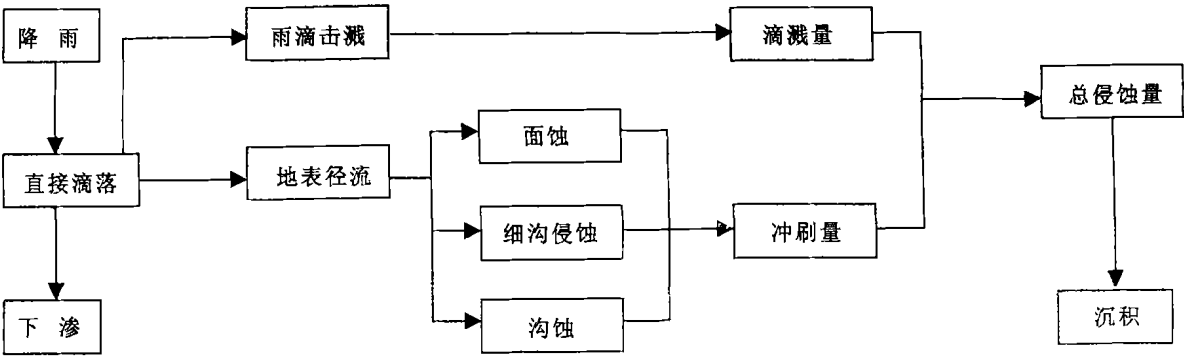 降 雨
雨滴击溅
滴溅量
总侵蚀量
面蚀
直接滴落
地表径流
细沟侵蚀
冲刷量
下 渗
沟蚀
沉积